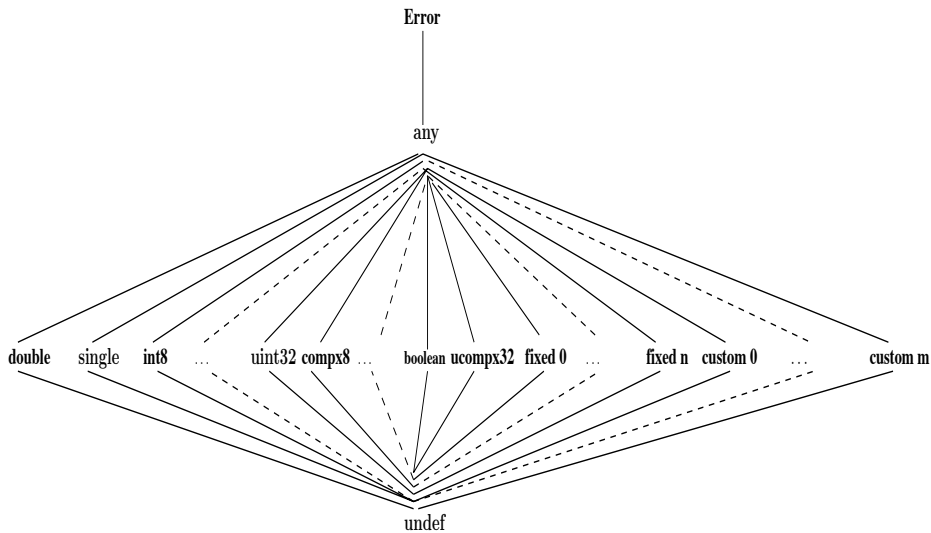 Error
any
double single int8 ... uint32 compx8 ... boolean ucompx32 fixed 0 ... fixed n custom 0 ... custom m
undef